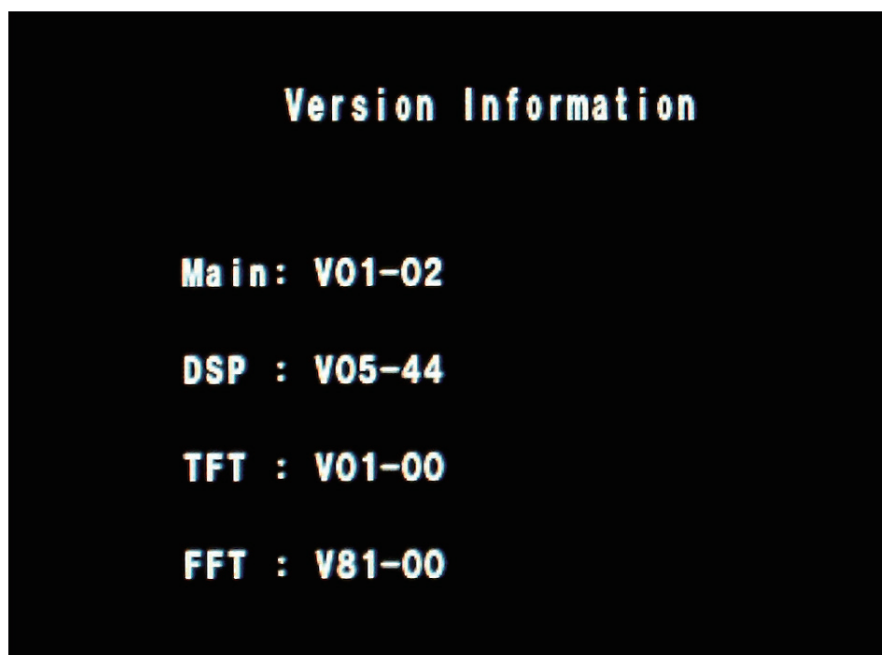 Version Information
Main: V01-02
DSP : V05-44
TFT : V01-00
FFT : V81-00